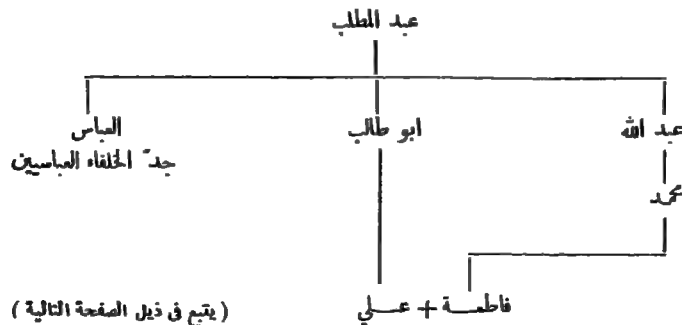 عبد المطلب
عبد الله ابو طالب العباس
جدّ الخلفاء العباسيين
محمد
فاطمـــة + عـــلي
( يتبع فى ذيل الصفحة التالية )